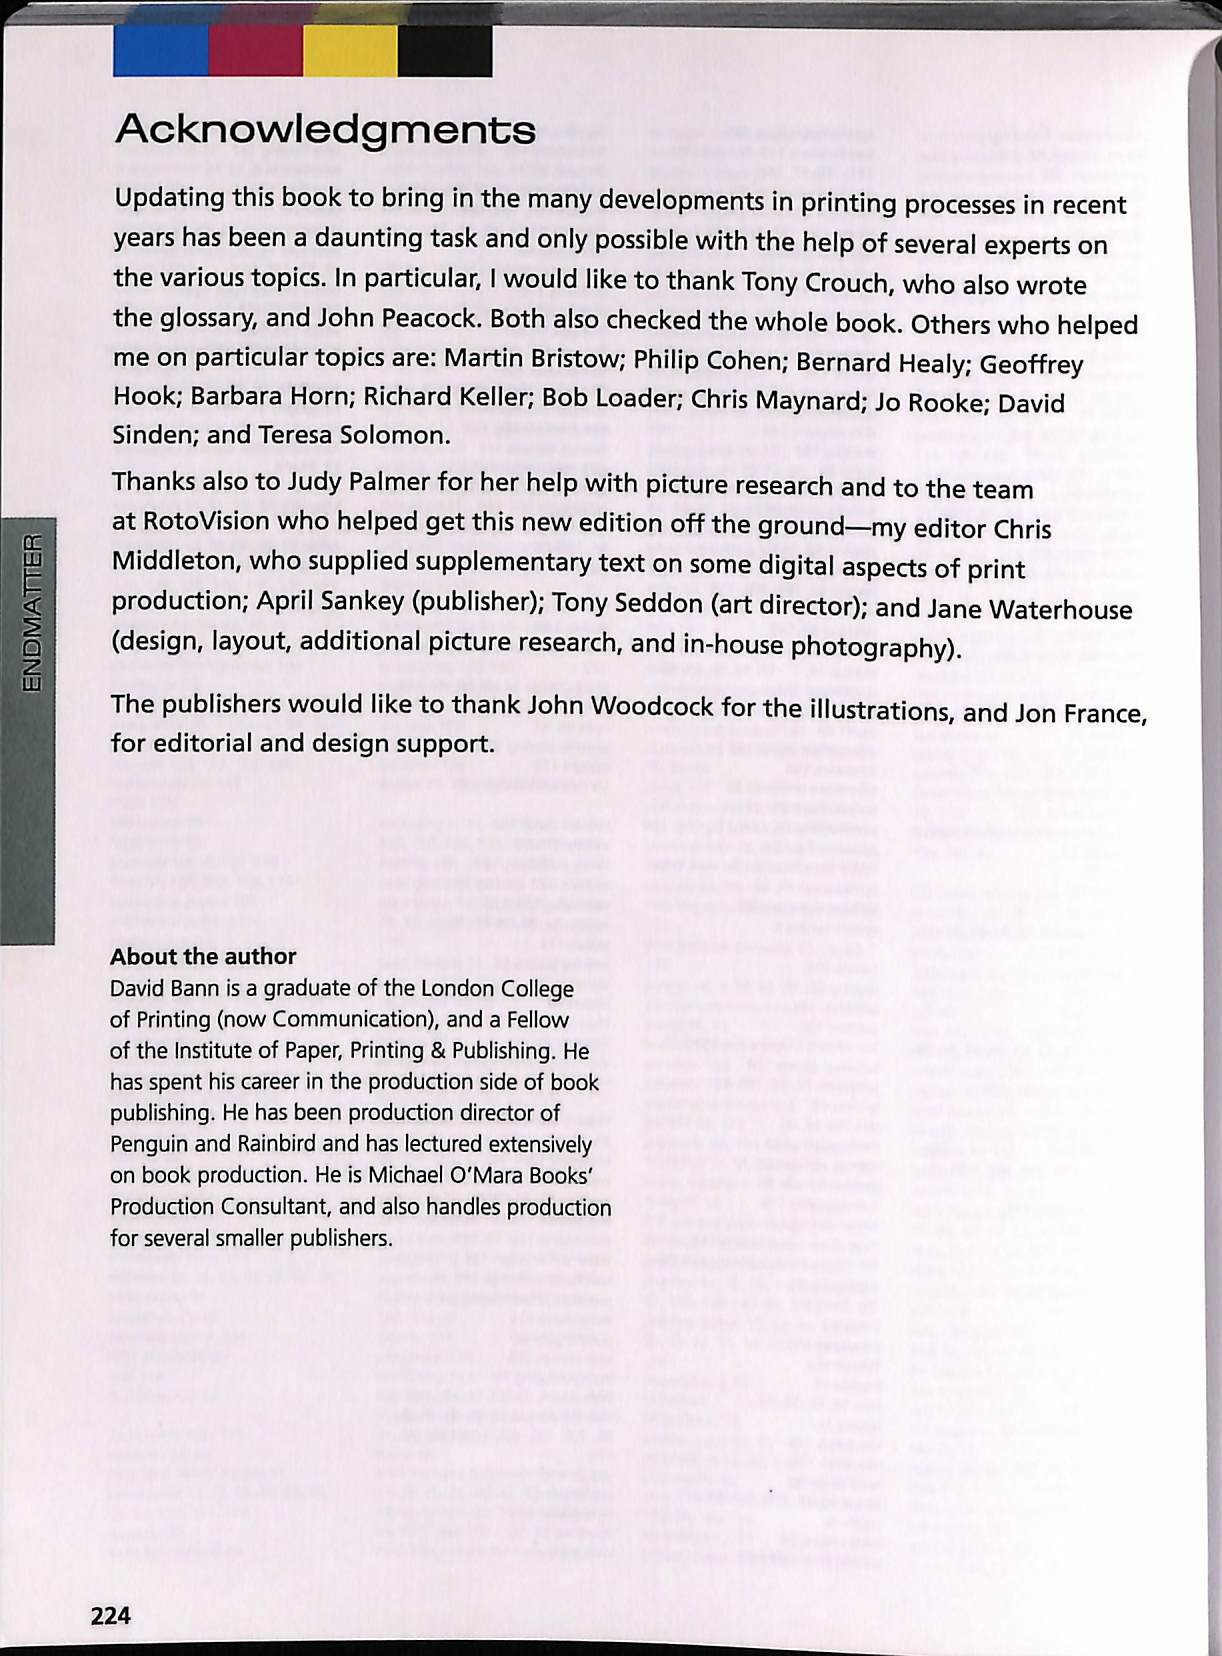 Acknowledgments
Updating this book to bring in the many developments in printing processes in recent
years has been a daunting task and only possible with the help of several experts on
the various topics. In particular, I would like to thank Tony Crouch, who also wrote
the glossary, and John Peacock. Both also checked the whole book. Others who helped
me on particular topics are: Martin Bristow; Philip Cohen; Bernard Healy; Geoffrey
Hook; Barbara Horn; Richard Keller; Bob Loader; Chris Maynard; Jo Rooke; David
Sinden; and Teresa Solomon.
Thanks also to Judy Palmer for her help with picture research and to the team
at RotoVision who helped get this new edition off the ground—my editor Chris
Middleton, who supplied supplementary text on some digital aspects of print
production; April Sankey (publisher); Tony Seddon (art director); and Jane Waterhouse
(design, layout, additional picture research, and in-house photography).
The publishers would like to thank John Woodcock for the illustrations, and Jon France,
for editorial and design support.
ENDMATTER
About the author
David Bann is a graduate of the London College
of Printing (now Communication), and a Fellow
of the Institute of Paper, Printing & Publishing. He
has spent his career in the production side of book
publishing. He has been production director of
Penguin and Rainbird and has lectured extensively
on book production. He is Michael O'Mara Books'
Production Consultant, and also handles production
for several smaller publishers.
224